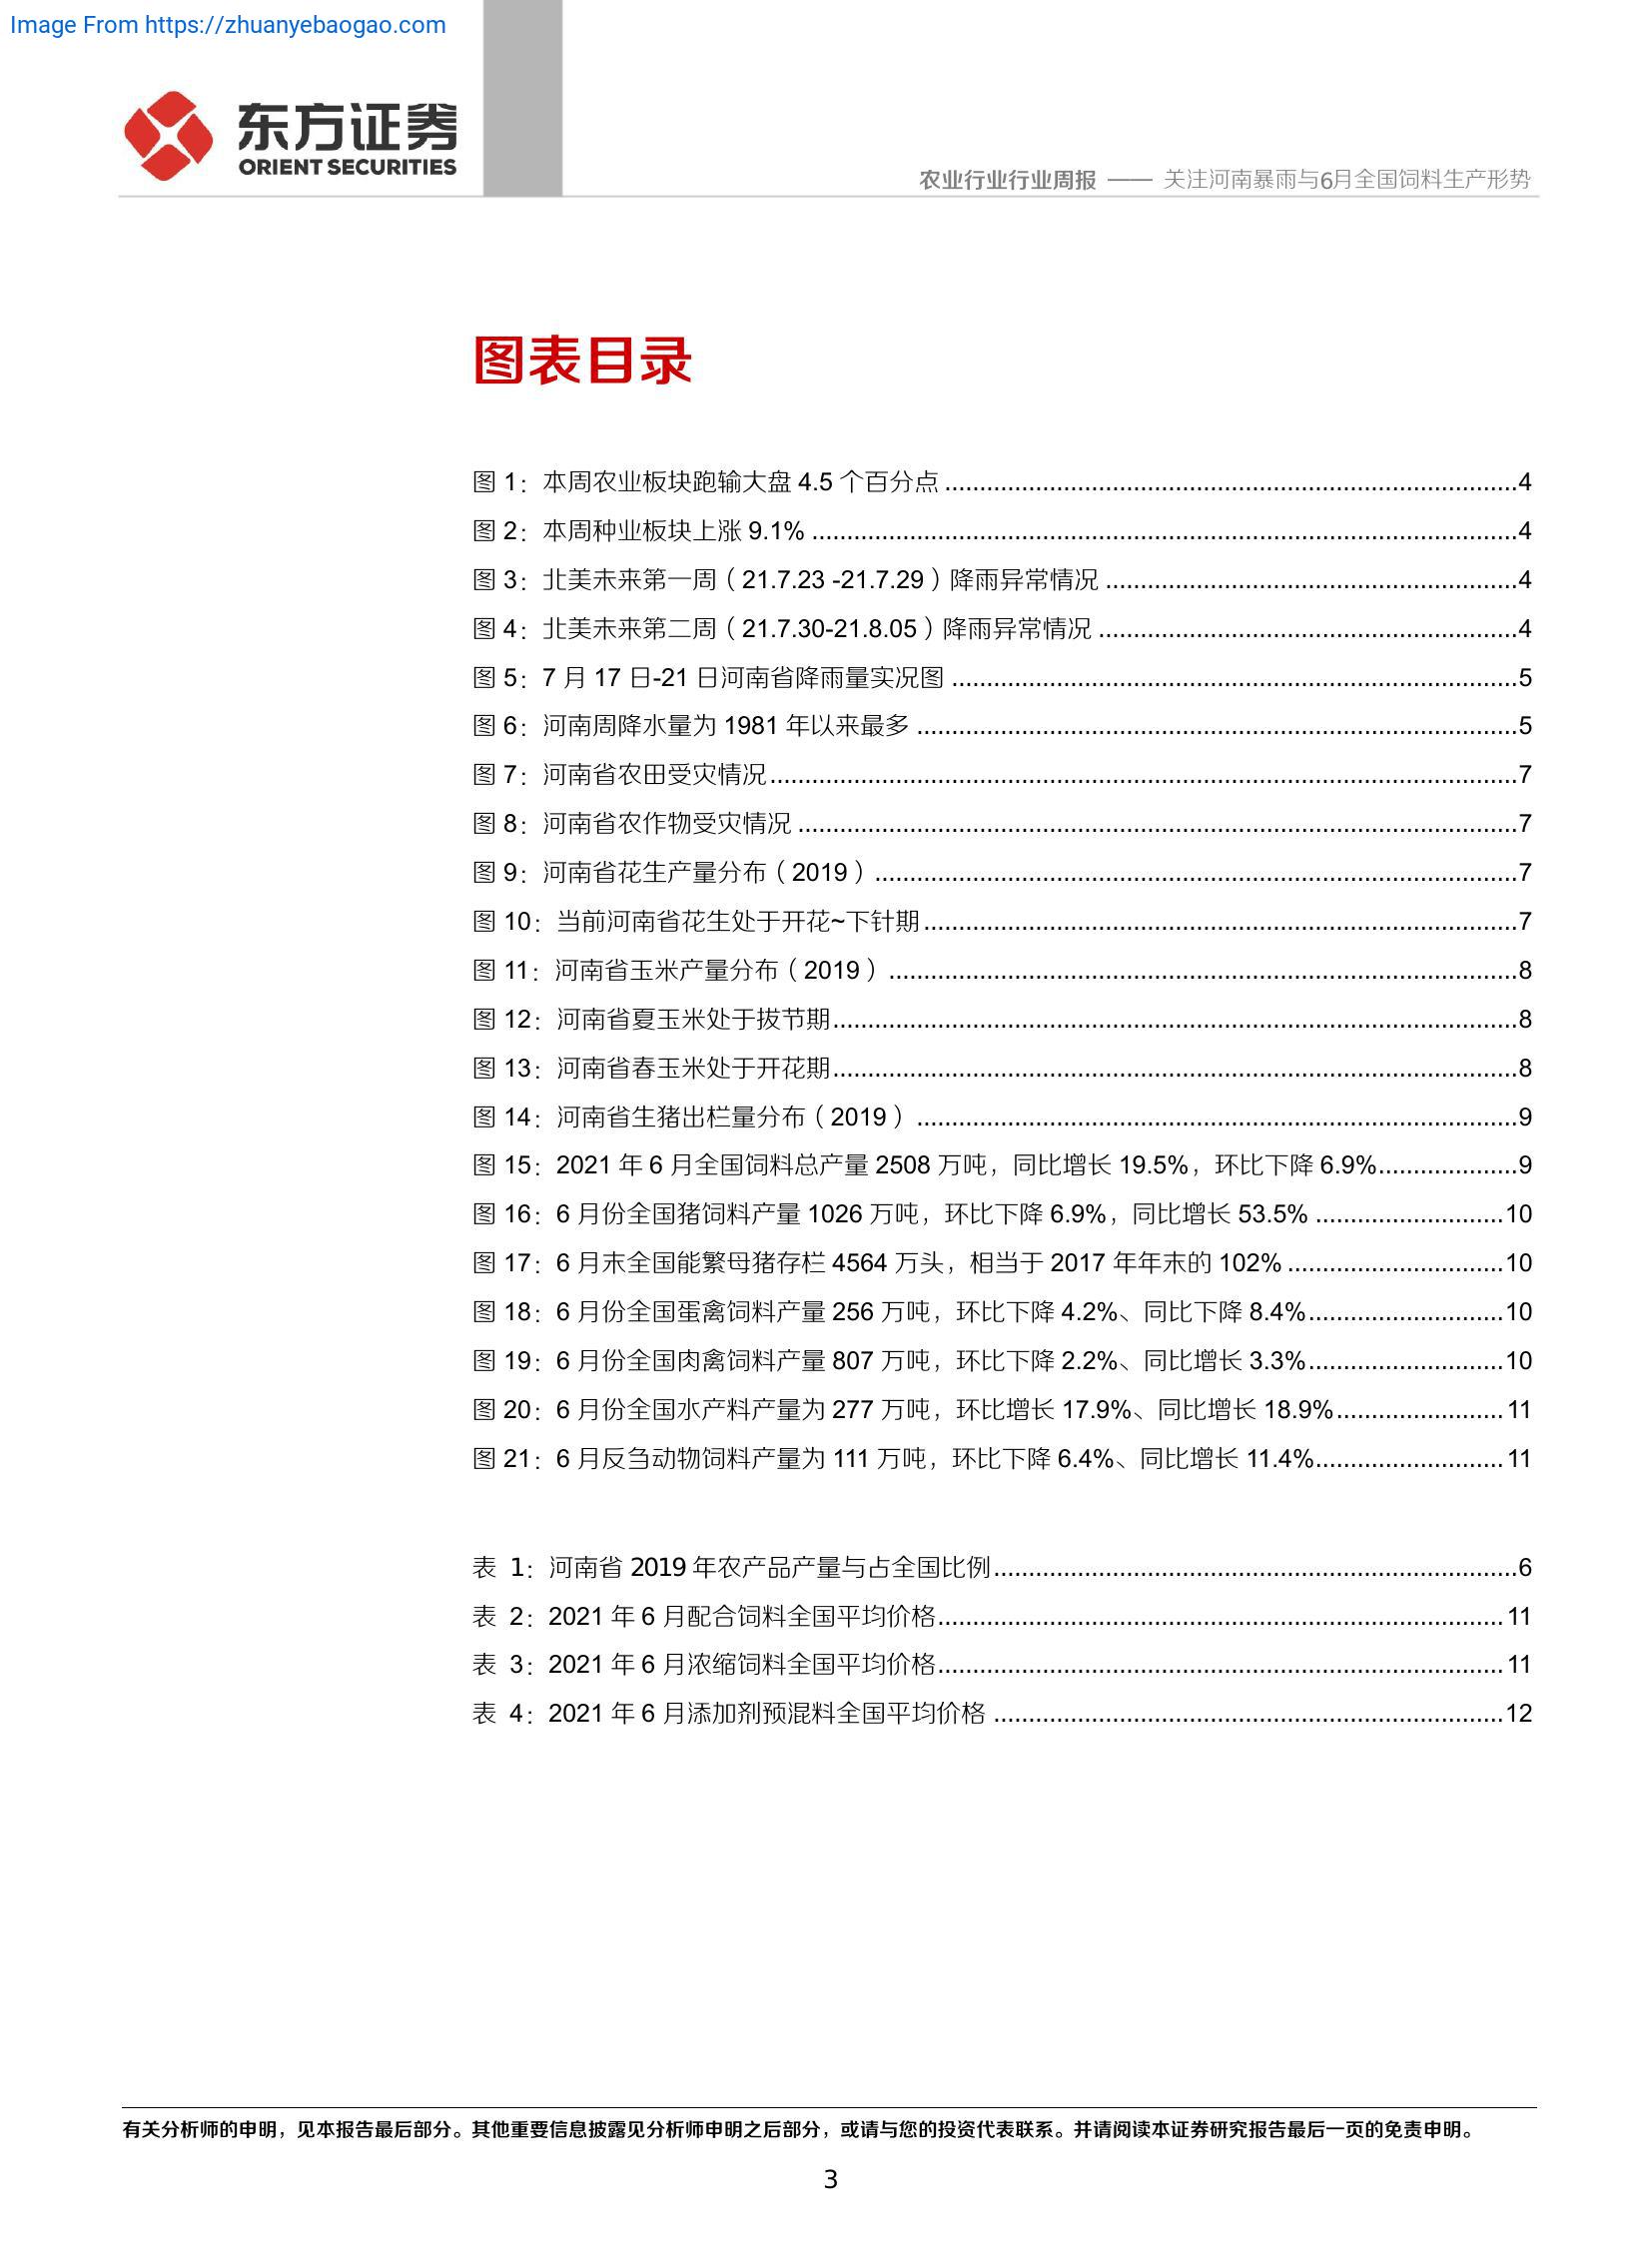 Image From https://zhuanyebaogao.com
东方证券
ORIENT SECURITIES
农业行业行业周报 —— 关注河南暴雨与6月全国饲料生产形势
图表目录
图 1：本周农业板块跑输大盘 4.5 个百分点 ........ 4
图 2：本周种业板块上涨 9.1% ........ 4
图 3：北美未来第一周（21.7.23 -21.7.29）降雨异常情况 ........ 4
图 4：北美未来第二周（21.7.30-21.8.05）降雨异常情况 ........ 4
图 5：7 月 17 日-21 日河南省降雨量实况图 ........ 5
图 6：河南周降水量为 1981 年以来最多 ........ 5
图 7：河南省农田受灾情况 ........ 7
图 8：河南省农作物受灾情况 ........ 7
图 9：河南省花生产量分布（2019） ........ 7
图 10：当前河南省花生处于开花~下针期 ........ 7
图 11：河南省玉米产量分布（2019） ........ 8
图 12：河南省夏玉米处于拔节期 ........ 8
图 13：河南省春玉米处于开花期 ........ 8
图 14：河南省生猪出栏量分布（2019） ........ 9
图 15：2021 年 6 月全国饲料总产量 2508 万吨，同比增长 19.5%，环比下降 6.9% ........ 9
图 16：6 月份全国猪饲料产量 1026 万吨，环比下降 6.9%，同比增长 53.5% ........ 10
图 17：6 月末全国能繁母猪存栏 4564 万头，相当于 2017 年年末的 102% ........ 10
图 18：6 月份全国蛋禽饲料产量 256 万吨，环比下降 4.2%、同比下降 8.4% ........ 10
图 19：6 月份全国肉禽饲料产量 807 万吨，环比下降 2.2%、同比增长 3.3% ........ 10
图 20：6 月份全国水产料产量为 277 万吨，环比增长 17.9%、同比增长 18.9% ........ 11
图 21：6 月反刍动物饲料产量为 111 万吨，环比下降 6.4%、同比增长 11.4% ........ 11
表 1：河南省 2019 年农产品产量与占全国比例 ........ 6
表 2：2021 年 6 月配合饲料全国平均价格 ........ 11
表 3：2021 年 6 月浓缩饲料全国平均价格 ........ 11
表 4：2021 年 6 月添加剂预混料全国平均价格 ........ 12
有关分析师的申明，见本报告最后部分。其他重要信息披露见分析师申明之后部分，或请与您的投资代表联系。并请阅读本证券研究报告最后一页的免责申明。
3